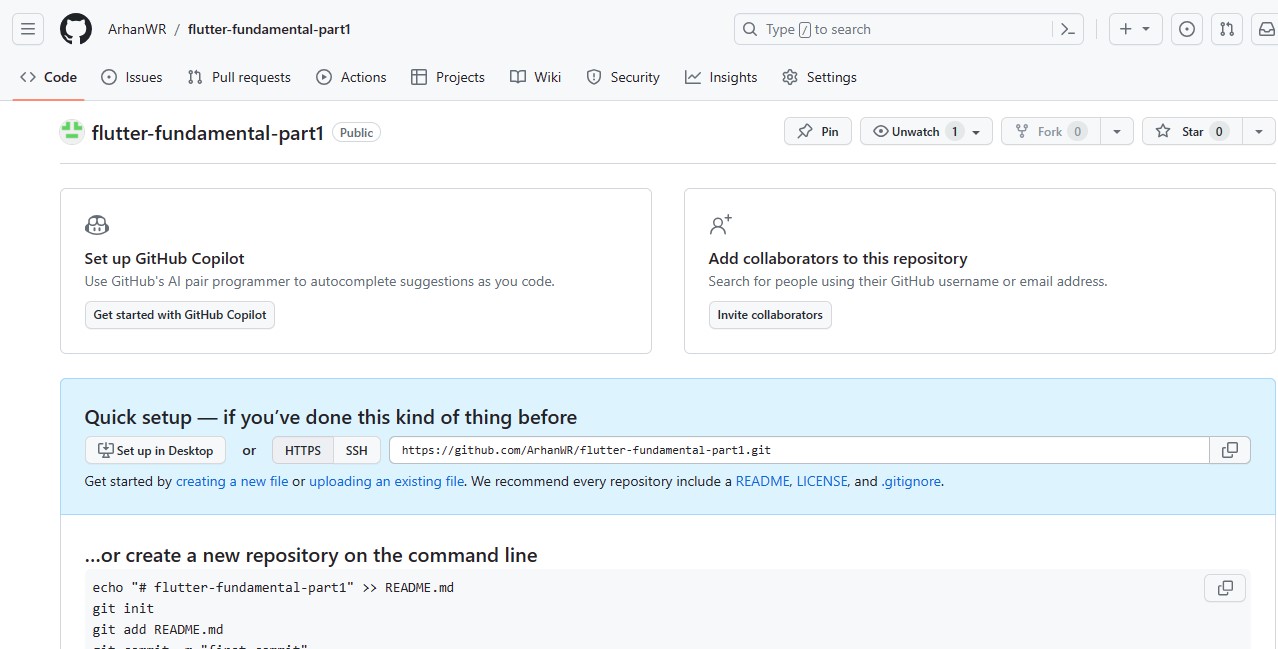 ArhanWR / flutter-fundamental-part1
Type / to search
Code Issues Pull requests Actions Projects Wiki Security Insights Settings
flutter-fundamental-part1 Public
Pin Unwatch 1 Fork 0 Star 0
Set up GitHub Copilot
Use GitHub's AI pair programmer to autocomplete suggestions as you code.
Get started with GitHub Copilot
Add collaborators to this repository
Search for people using their GitHub username or email address.
Invite collaborators
Quick setup — if you’ve done this kind of thing before
Set up in Desktop or HTTPS SSH https://github.com/ArhanWR/flutter-fundamental-part1.git
Get started by creating a new file or uploading an existing file. We recommend every repository include a README, LICENSE, and .gitignore.
…or create a new repository on the command line
echo "# flutter-fundamental-part1" >> README.md
git init
git add README.md
git commit -m "first commit"